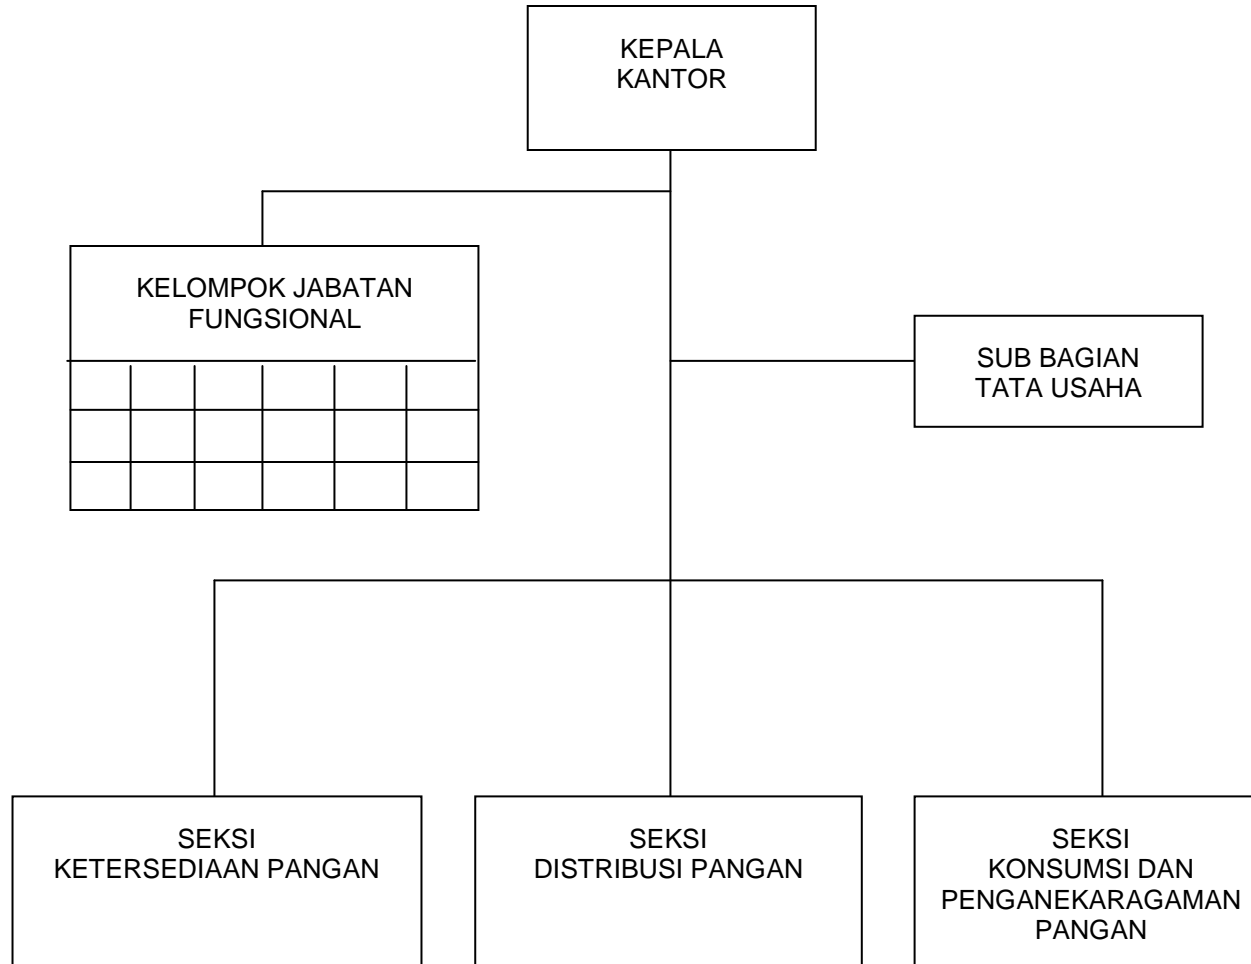 KEPALA
KANTOR
KELOMPOK JABATAN
FUNGSIONAL
SUB BAGIAN
TATA USAHA
SEKSI
KETERSEDIAAN PANGAN
SEKSI
DISTRIBUSI PANGAN
SEKSI
KONSUMSI DAN
PENGANEKARAGAMAN
PANGAN